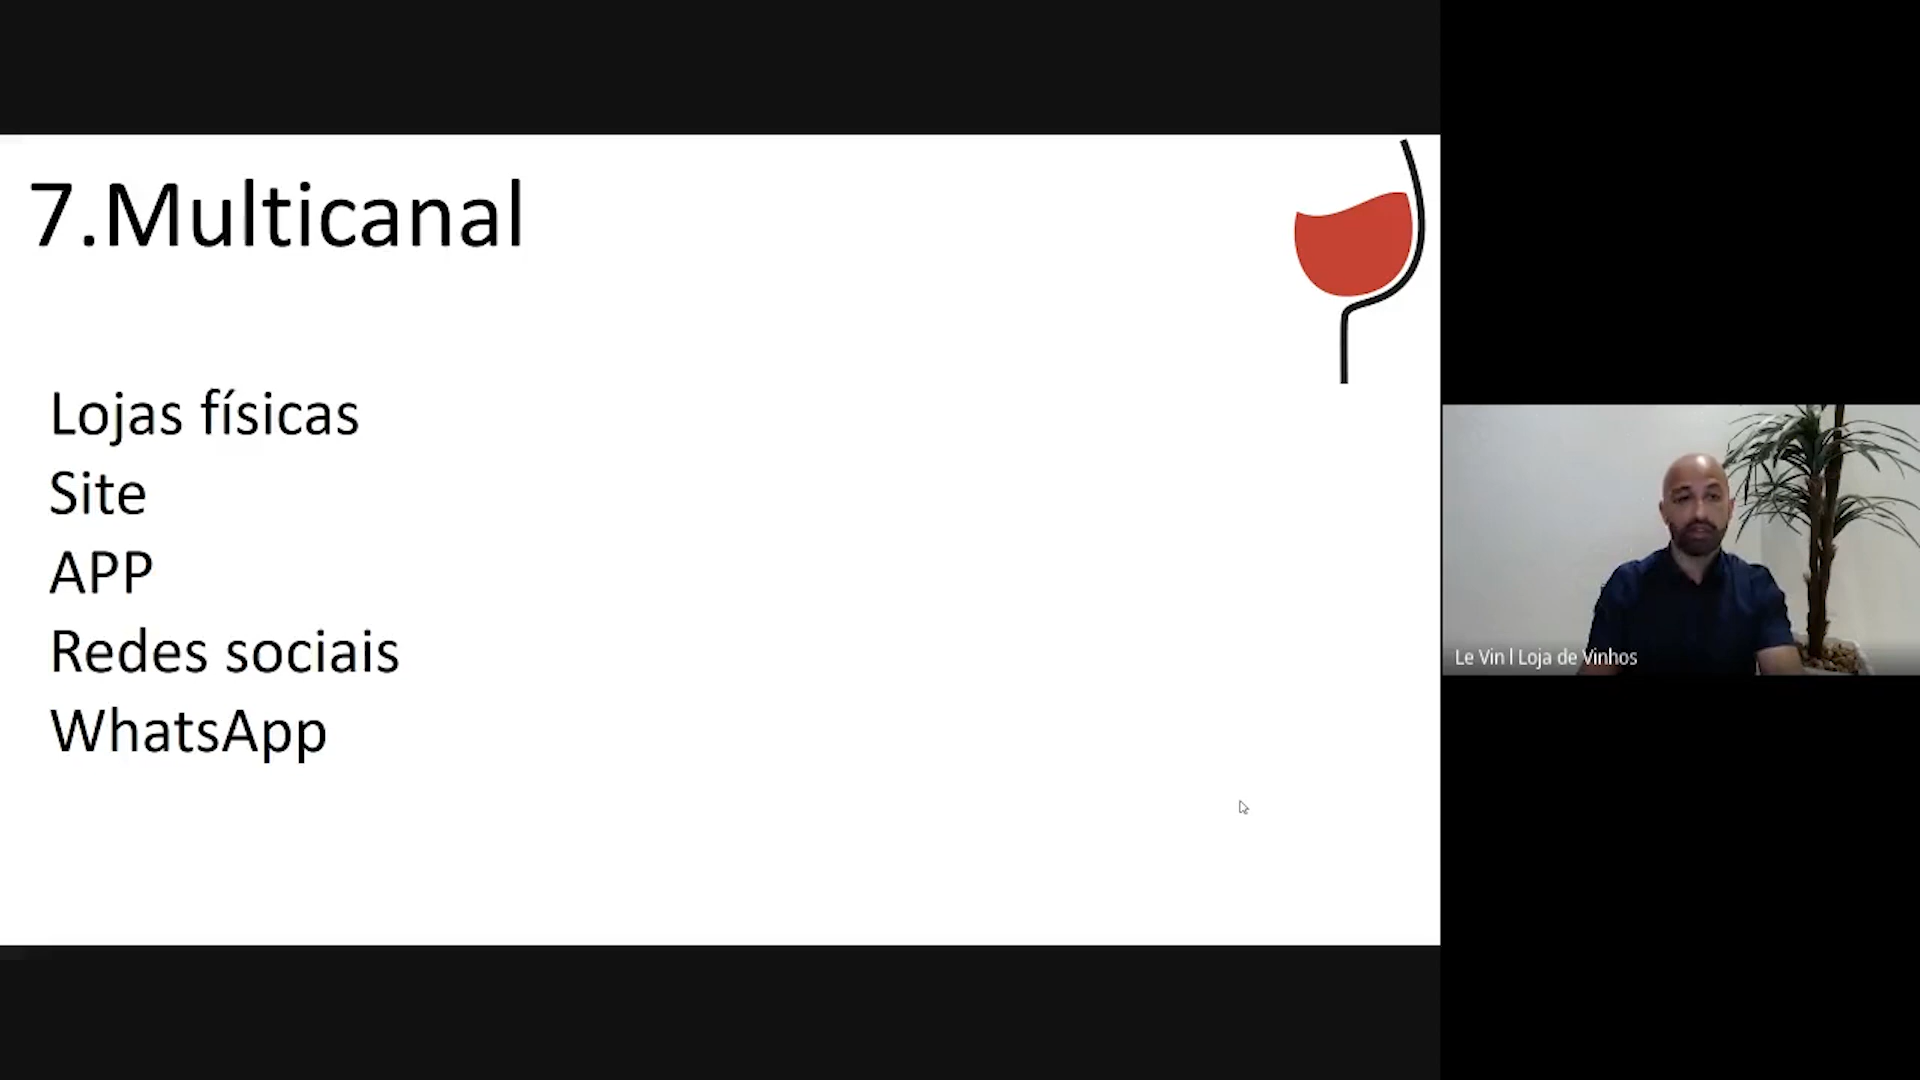 7.Multicanal
Lojas físicas
Site
APP
Redes sociais
WhatsApp
Le Vin l Loja de Vinhos